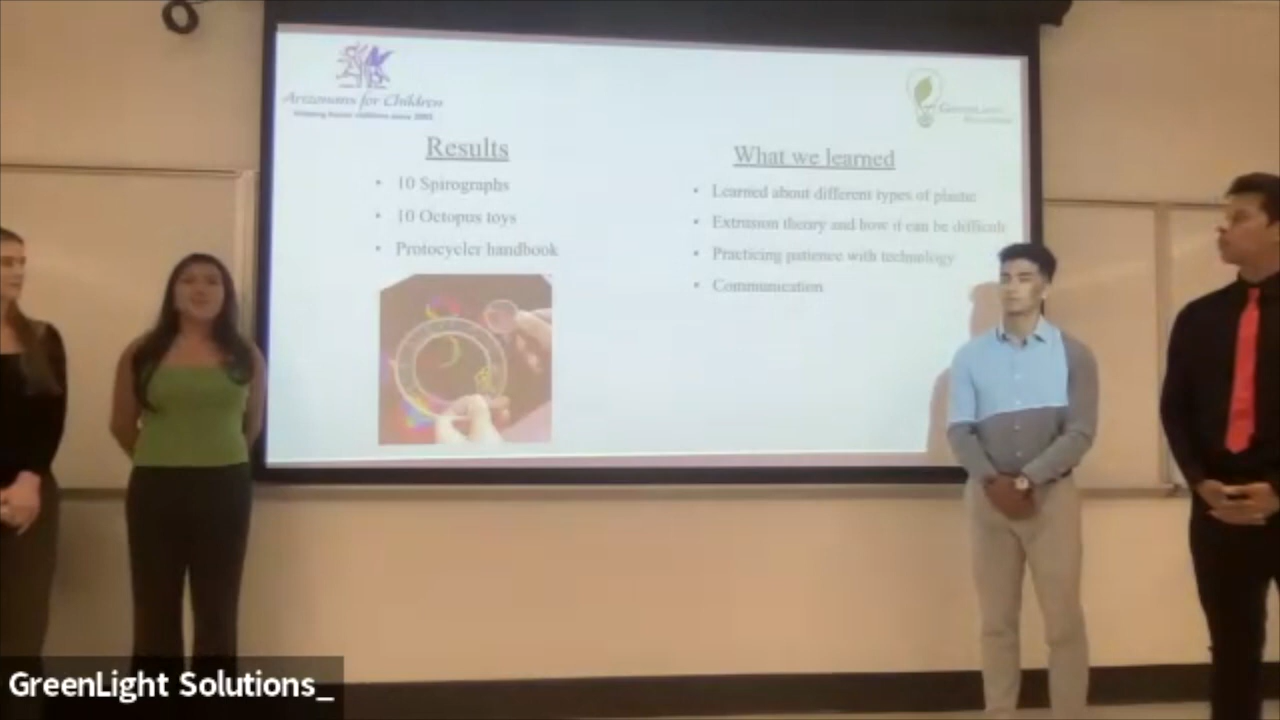 Arizonans for Children
Results
• 10 Spirographs
• 10 Octopus toys
• Protocycler handbook
What we learned
• Learned about different types of plastic
• Extrusion theory and how it can be difficult
• Practicing patience with technology
• Communication
GreenLight Solutions_